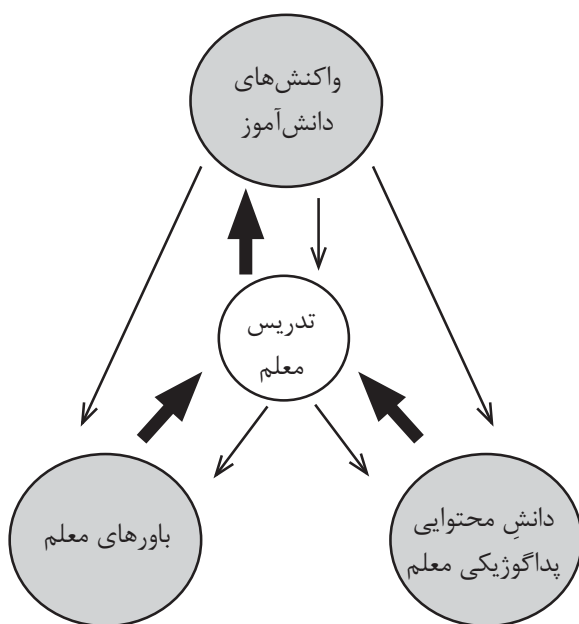 واکنش‌های
دانش‌آموز
تدریس
معلم
باورهای معلم
دانشِ محتوایی
پداگوژیکی معلم